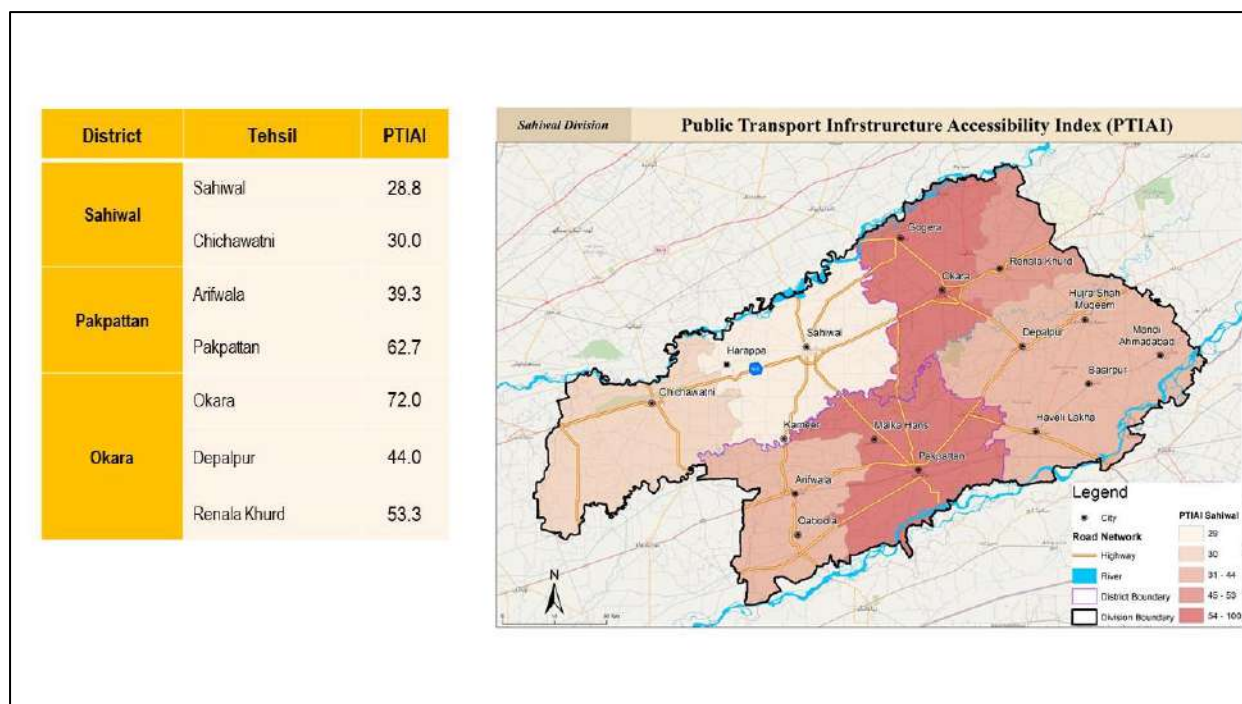 District Tehsil PTIAI
Sahiwal
Sahiwal 28.8
Chichawatni 30.0
Pakpattan
Arifwala 39.3
Pakpattan 62.7
Okara
Okara 72.0
Depalpur 44.0
Renala Khurd 53.3
Sahiwal Division
Public Transport Infrstrurcture Accessibility Index (PTIAI)
Gogera
Renala Khurd
Okara
Hujra Shah
Muqeem
Mandi
Ahmadabad
Depalpur
Sahiwal
Harappa
Basirpur
Chichawatni
Haveli Lakha
Kameer
Malka Hans
Pakpattan
Arifwala
Qaboola
N
Legend
City
Road Network
Highway
River
District Boundary
Division Boundary
PTIAI Sahiwal
29
30
31 - 44
45 - 53
54 - 100